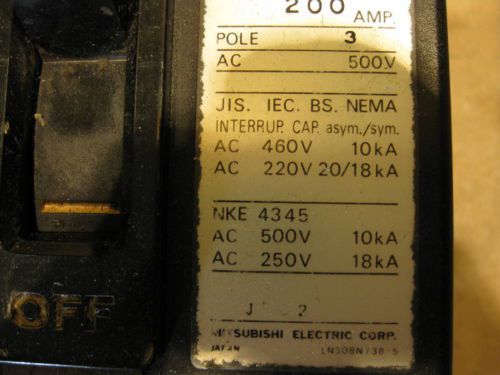 200 AMP.
POLE 3
AC 500V
JIS. IEC. BS. NEMA
INTERRUP. CAP. asym./sym.
AC 460V 10kA
AC 220V 20/18kA
NKE 4345
AC 500V 10kA
AC 250V 18kA
J 2
MITSUBISHI ELECTRIC CORP.
JAPAN
OFF